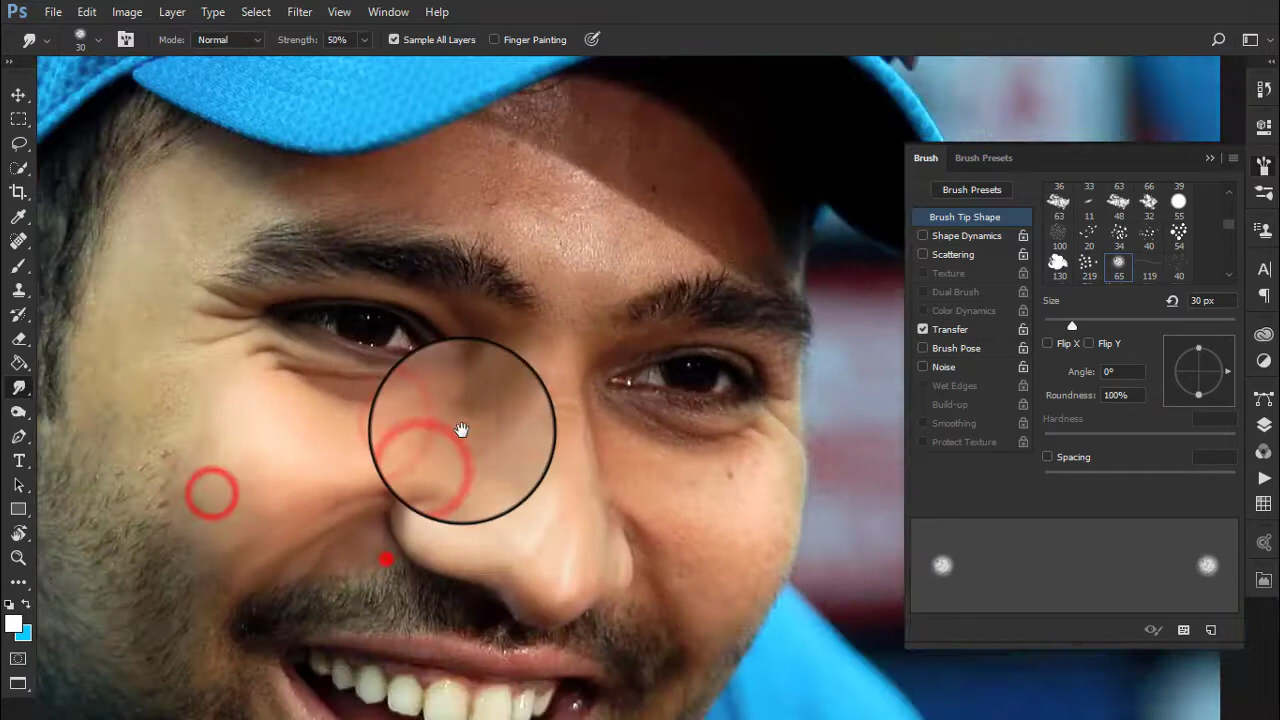 Ps File Edit Image Layer Type Select Filter View Window Help
30 Mode: Normal Strength: 50% Sample All Layers Finger Painting
Brush Brush Presets
Brush Presets
36 33 63 66 39
63 11 48 32 55
100 20 34 40 54
130 219 65 119 40
Brush Tip Shape
Shape Dynamics
Scattering
Texture
Dual Brush
Color Dynamics
Transfer
Brush Pose
Noise
Wet Edges
Build-up
Smoothing
Protect Texture
Size 30 px
Flip X Flip Y
Angle: 0°
Roundness: 100%
Hardness
Spacing